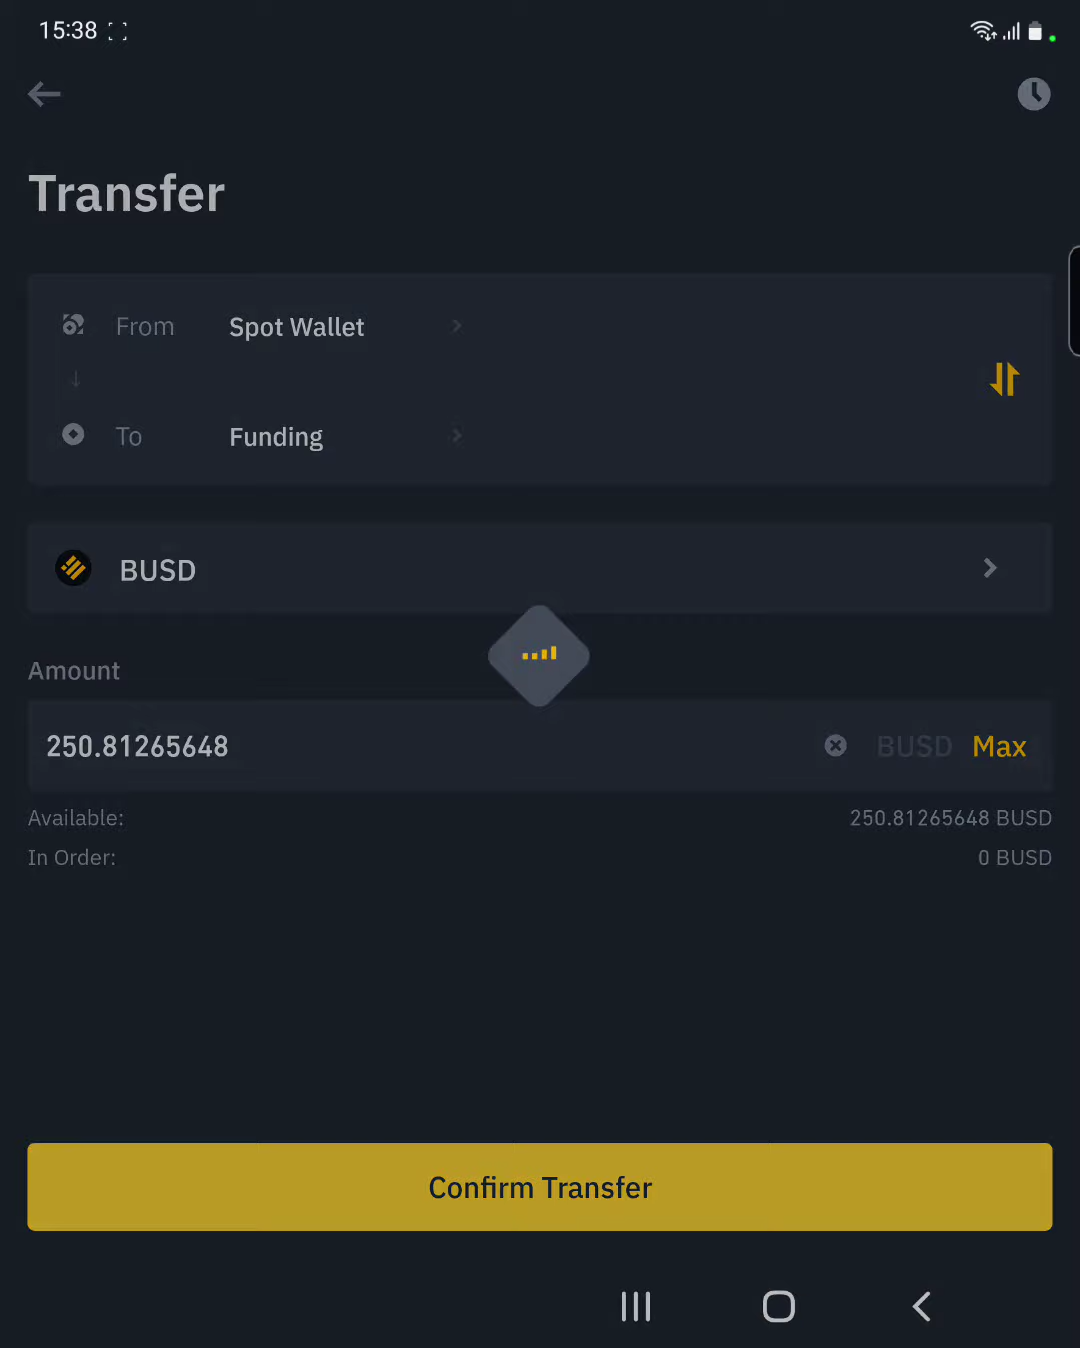 15:38
Transfer
From Spot Wallet
To Funding
BUSD
Amount
250.81265648 BUSD Max
Available: 250.81265648 BUSD
In Order: 0 BUSD
Confirm Transfer